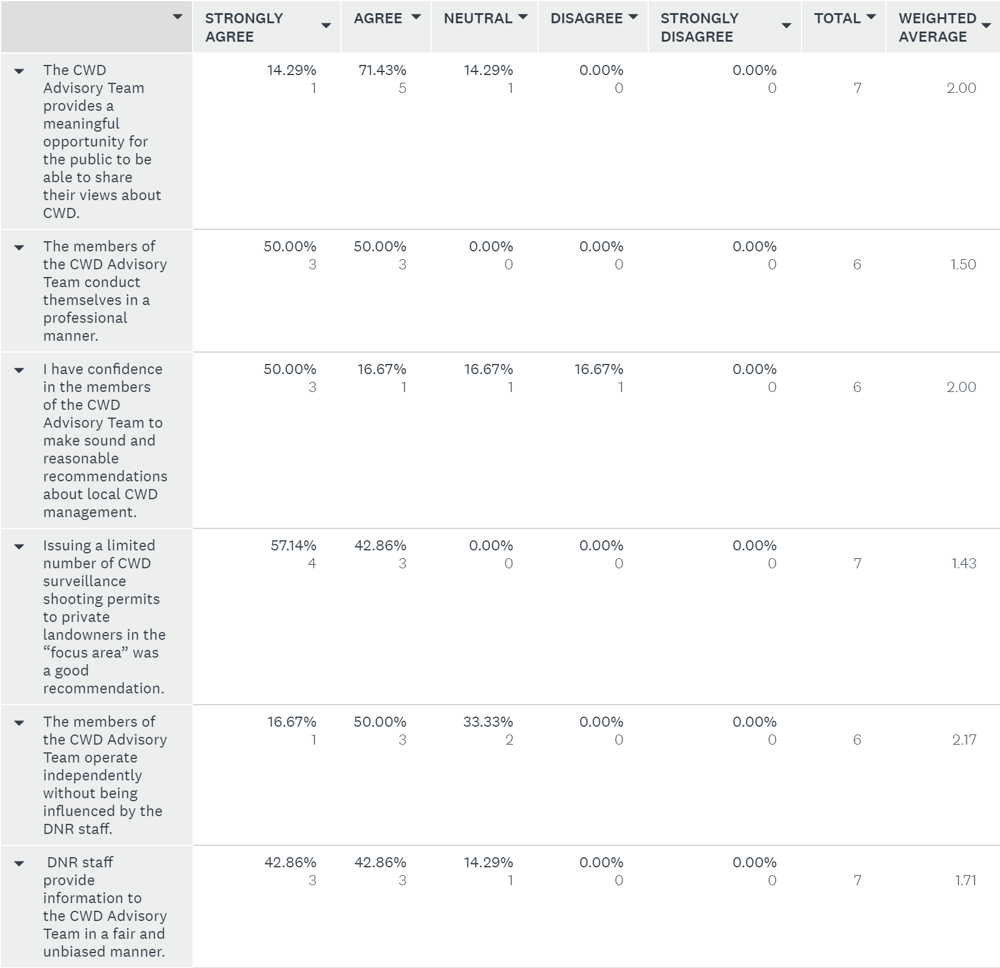 STRONGLY AGREE AGREE NEUTRAL DISAGREE STRONGLY DISAGREE TOTAL WEIGHTED AVERAGE
The CWD 14.29% 71.43% 14.29% 0.00% 0.00%
Advisory Team 1 5 1 0 0 7 2.00
provides a
meaningful
opportunity for
the public to be
able to share
their views about
CWD.
The members of 50.00% 50.00% 0.00% 0.00% 0.00%
the CWD Advisory 3 3 0 0 0 6 1.50
Team conduct
themselves in a
professional
manner.
I have confidence 50.00% 16.67% 16.67% 16.67% 0.00%
in the members 3 1 1 1 0 6 2.00
of the CWD
Advisory Team to
make sound and
reasonable
recommendations
about local CWD
management.
Issuing a limited 57.14% 42.86% 0.00% 0.00% 0.00%
number of CWD 4 3 0 0 0 7 1.43
surveillance
shooting permits
to private
landowners in the
“focus area” was
a good
recommendation.
The members of 16.67% 50.00% 33.33% 0.00% 0.00%
the CWD Advisory 1 3 2 0 0 6 2.17
Team operate
independently
without being
influenced by the
DNR staff.
DNR staff 42.86% 42.86% 14.29% 0.00% 0.00%
provide 3 3 1 0 0 7 1.71
information to
the CWD Advisory
Team in a fair and
unbiased manner.